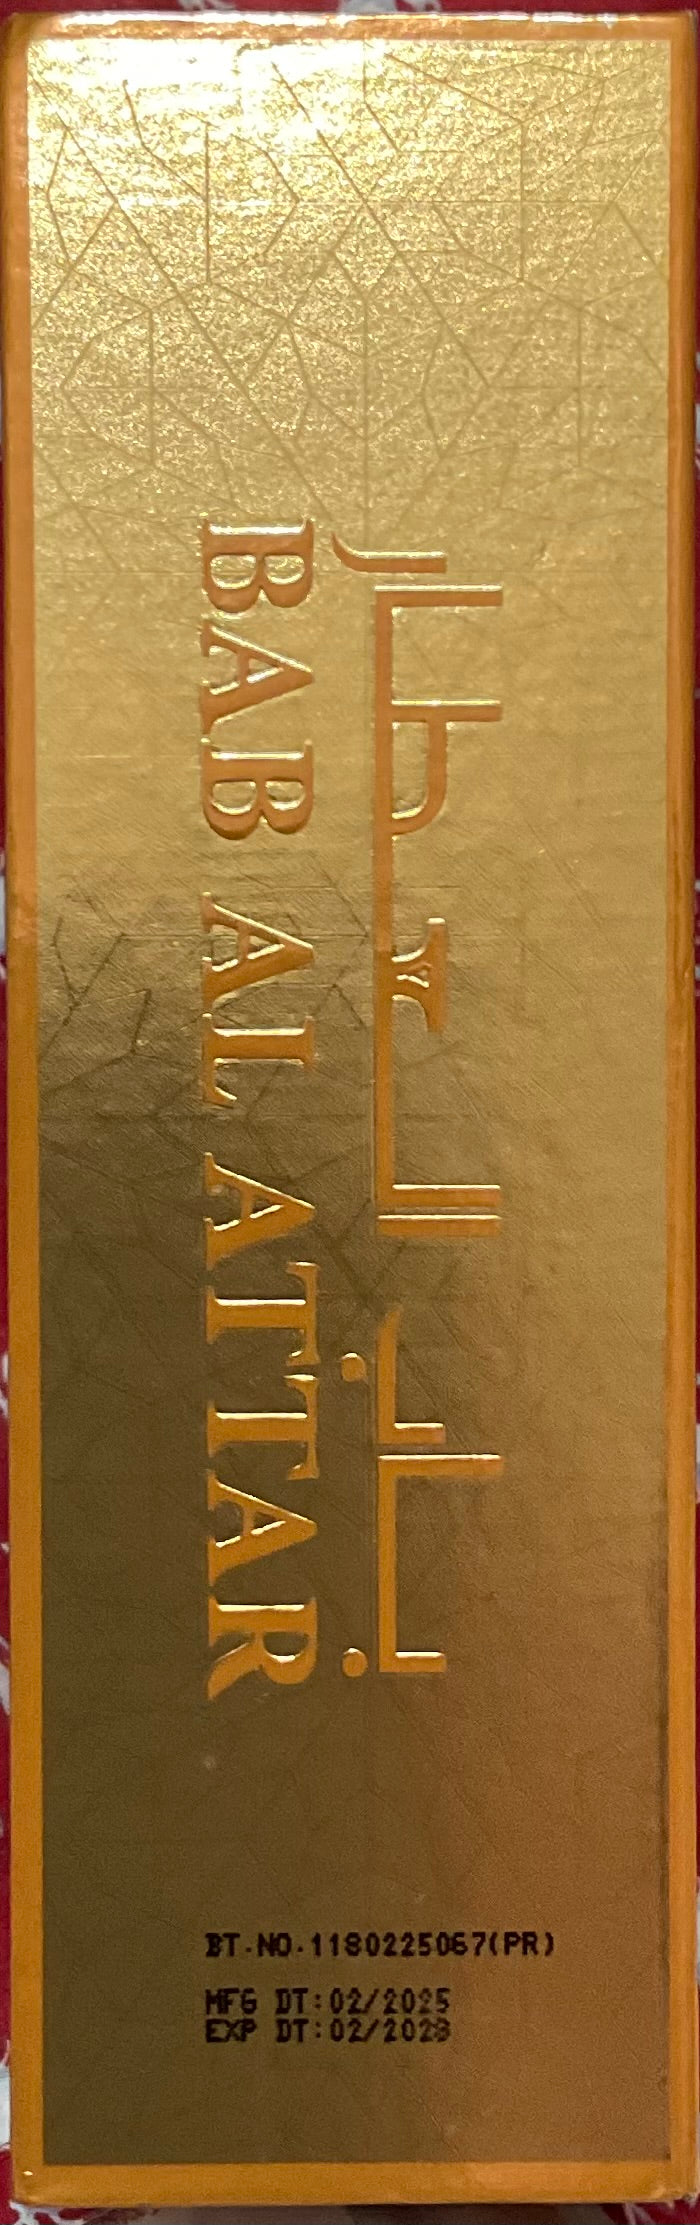 باب العطار
BAB AL ATTAR
BT.NO.1180225067(PR)
MFG DT:02/2025
EXP DT:02/2028